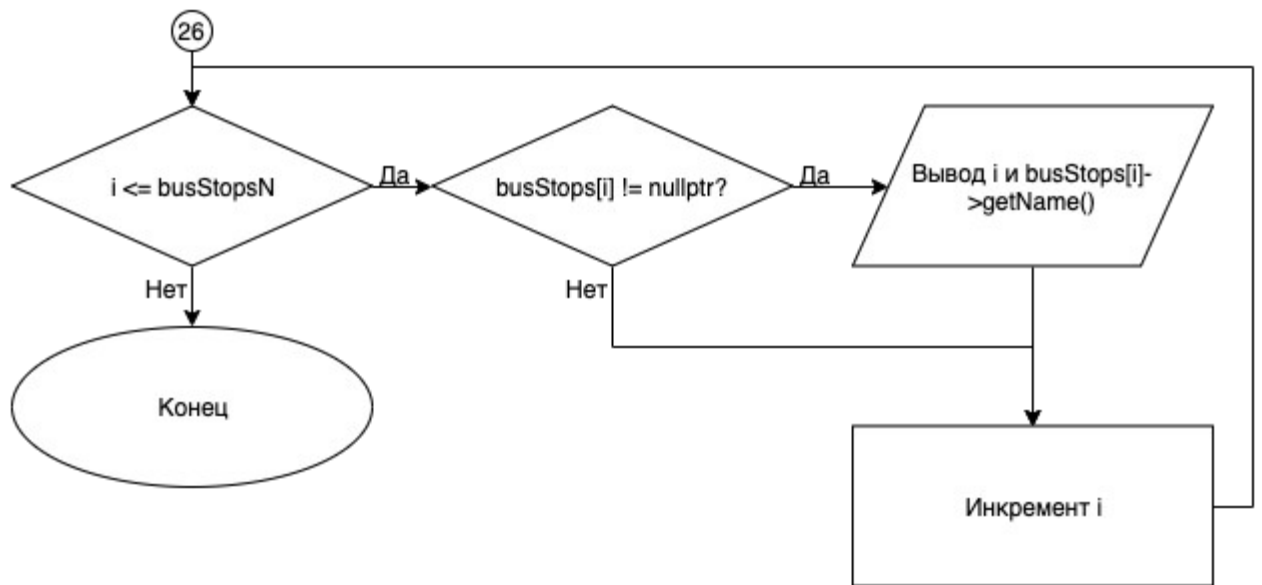 26
i <= busStopsN
Да
busStops[i] != nullptr?
Да
Вывод i и busStops[i]-
>getName()
Нет
Нет
Конец
Инкремент i